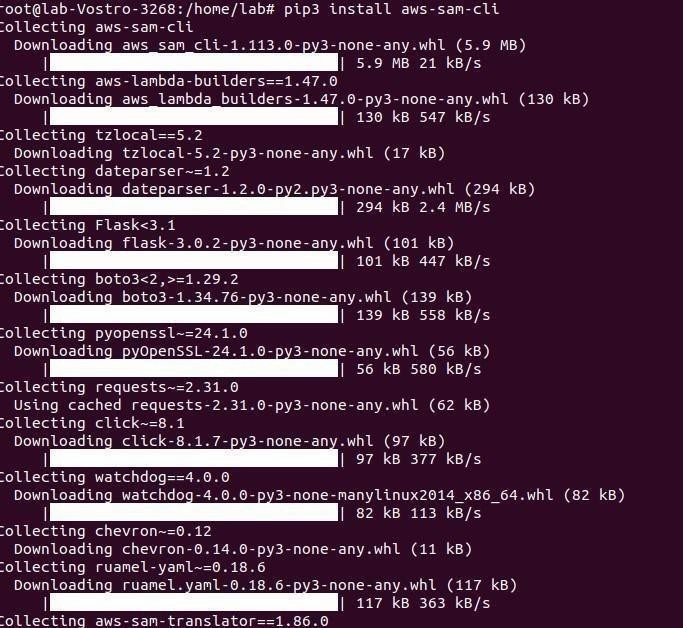 root@lab-Vostro-3268:/home/lab# pip3 install aws-sam-cli
Collecting aws-sam-cli
  Downloading aws_sam_cli-1.113.0-py3-none-any.whl (5.9 MB)
     |████████████████████████████████| 5.9 MB 21 kB/s
Collecting aws-lambda-builders==1.47.0
  Downloading aws_lambda_builders-1.47.0-py3-none-any.whl (130 kB)
     |████████████████████████████████| 130 kB 547 kB/s
Collecting tzlocal==5.2
  Downloading tzlocal-5.2-py3-none-any.whl (17 kB)
Collecting dateparser~=1.2
  Downloading dateparser-1.2.0-py2.py3-none-any.whl (294 kB)
     |████████████████████████████████| 294 kB 2.4 MB/s
Collecting Flask<3.1
  Downloading flask-3.0.2-py3-none-any.whl (101 kB)
     |████████████████████████████████| 101 kB 447 kB/s
Collecting boto3<2,>=1.29.2
  Downloading boto3-1.34.76-py3-none-any.whl (139 kB)
     |████████████████████████████████| 139 kB 558 kB/s
Collecting pyopenssl~=24.1.0
  Downloading pyOpenSSL-24.1.0-py3-none-any.whl (56 kB)
     |████████████████████████████████| 56 kB 580 kB/s
Collecting requests~=2.31.0
  Using cached requests-2.31.0-py3-none-any.whl (62 kB)
Collecting click~=8.1
  Downloading click-8.1.7-py3-none-any.whl (97 kB)
     |████████████████████████████████| 97 kB 377 kB/s
Collecting watchdog==4.0.0
  Downloading watchdog-4.0.0-py3-none-manylinux2014_x86_64.whl (82 kB)
     |████████████████████████████████| 82 kB 113 kB/s
Collecting chevron~=0.12
  Downloading chevron-0.14.0-py3-none-any.whl (11 kB)
Collecting ruamel-yaml~=0.18.6
  Downloading ruamel.yaml-0.18.6-py3-none-any.whl (117 kB)
     |████████████████████████████████| 117 kB 363 kB/s
Collecting aws-sam-translator==1.86.0